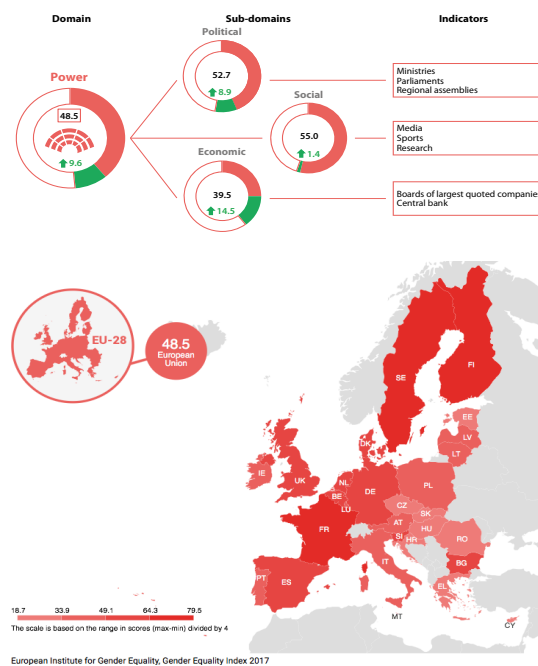 Domain
Sub-domains
Indicators
Political
Power
52.7
8.9
Ministries
Parliaments
Regional assemblies
Social
48.5
9.6
55.0
1.4
Media
Sports
Research
Economic
39.5
14.5
Boards of largest quoted companie
Central bank
EU-28
48.5
European
Union
SE
FI
EE
LV
LT
DK
IE
UK
NL
BE
LU
DE
PL
CZ
SK
AT
HU
FR
SI
HR
RO
IT
BG
PT
ES
EL
MT
CY
18.7 33.9 49.1 64.3 79.5
The scale is based on the range in scores (max-min) divided by 4
European Institute for Gender Equality, Gender Equality Index 2017